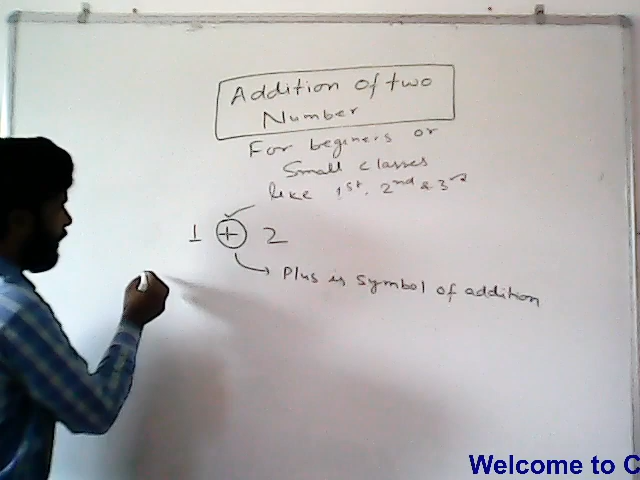 Addition of two
Number
For beginers or
Small classes
like 1st, 2nd & 3rd
1 + 2
Plus is symbol of addition
Welcome to C